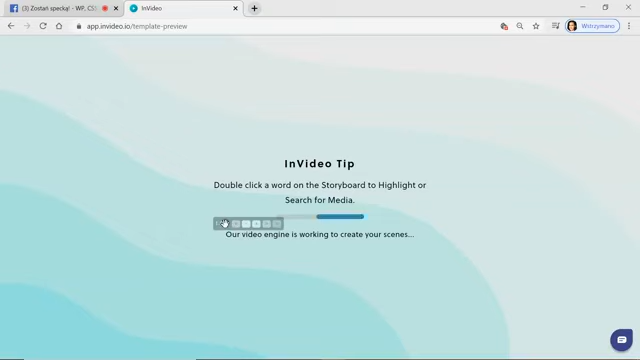 (3) Zostań specką! - WP, CSS
InVideo
app.invideo.io/template-preview
Wstrzymano
InVideo Tip
Double click a word on the Storyboard to Highlight or
Search for Media.
Our video engine is working to create your scenes...